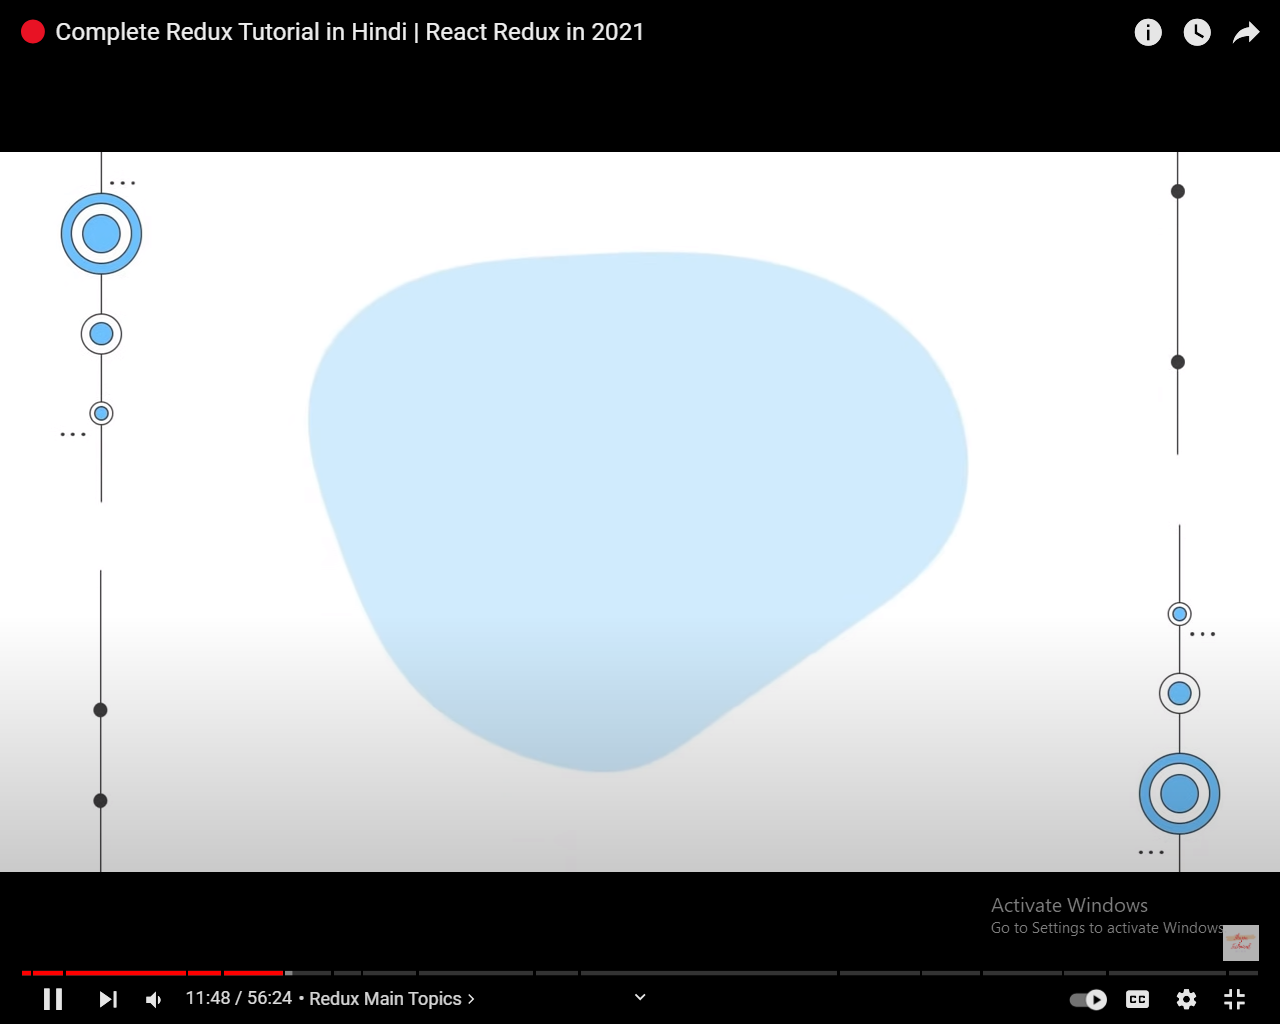 Complete Redux Tutorial in Hindi | React Redux in 2021
Activate Windows
Go to Settings to activate Windows.
11:48 / 56:24 • Redux Main Topics
CC